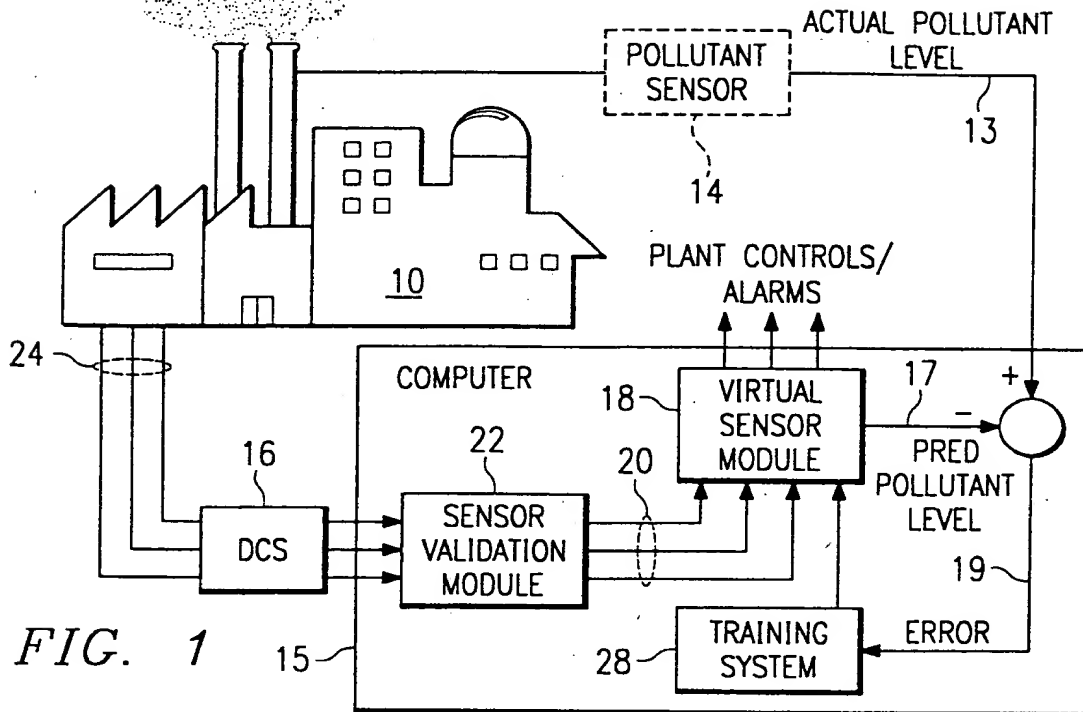 ACTUAL POLLUTANT
LEVEL
POLLUTANT
SENSOR
13
14
10
PLANT CONTROLS/
ALARMS
24
COMPUTER
18
VIRTUAL
SENSOR
MODULE
17
+
-
PRED
POLLUTANT
LEVEL
16
DCS
22
SENSOR
VALIDATION
MODULE
20
19
FIG. 1
15
28
TRAINING
SYSTEM
ERROR